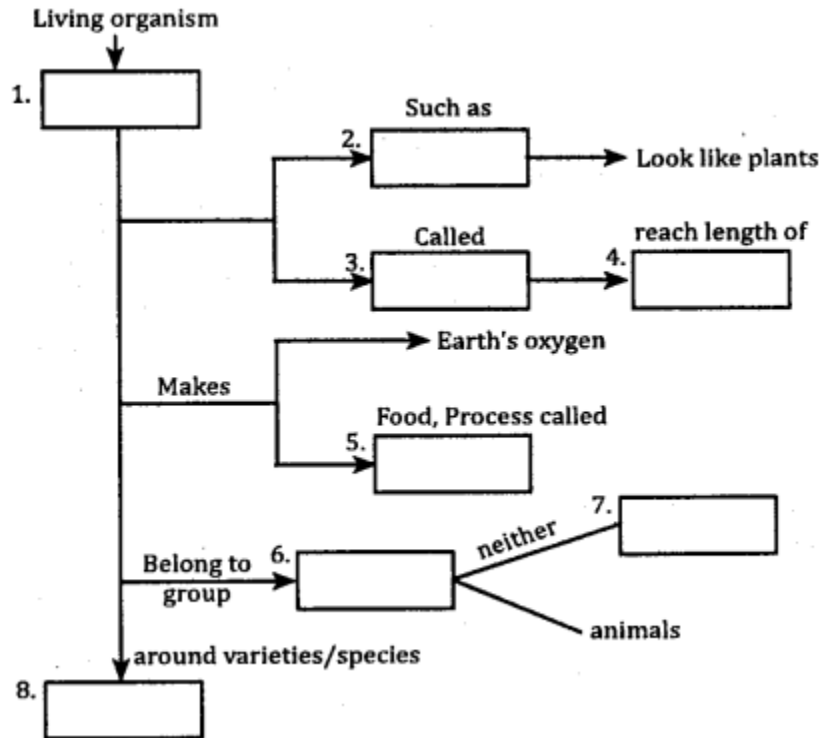 Living organism
1.
Such as
2.
Look like plants
Called
3.
reach length of
4.
Earth's oxygen
Makes
Food, Process called
5.
Belong to
group
6.
neither
7.
animals
around varieties/species
8.